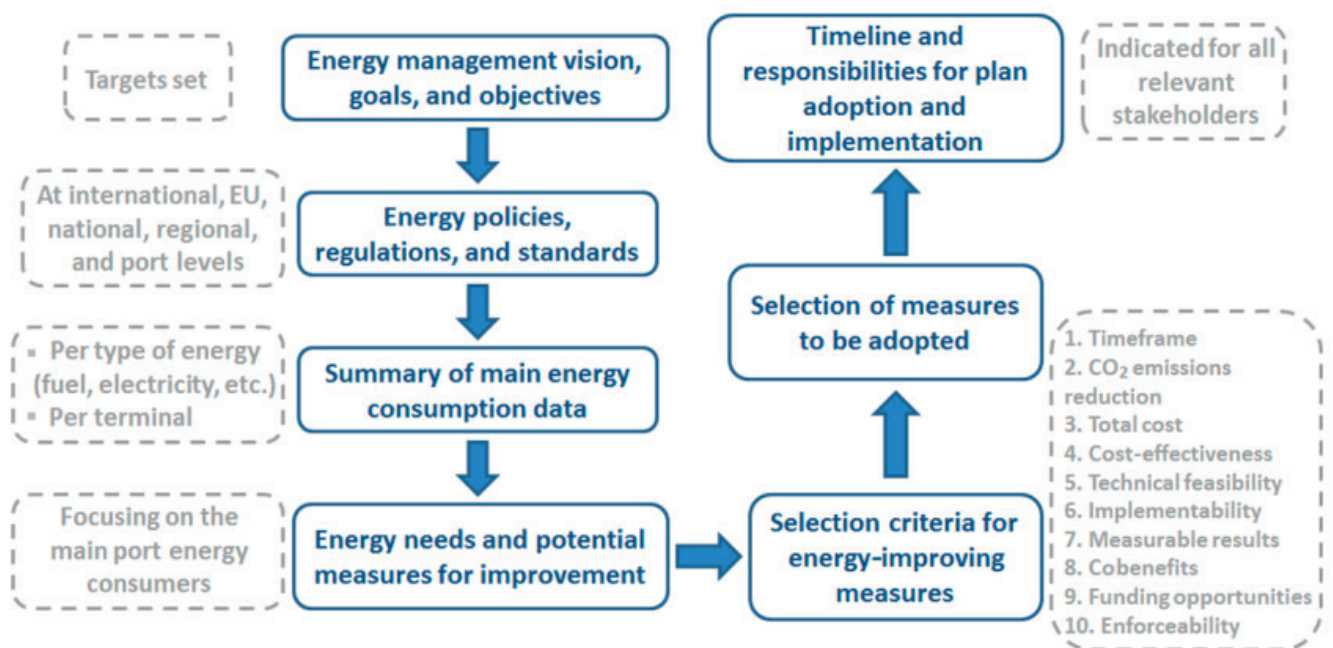 Targets set
Energy management vision,
goals, and objectives
At international, EU,
national, regional,
and port levels
Energy policies,
regulations, and standards
▪ Per type of energy
(fuel, electricity, etc.)
▪ Per terminal
Summary of main energy
consumption data
Focusing on the
main port energy
consumers
Energy needs and potential
measures for improvement
Selection criteria for
energy-improving
measures
1. Timeframe
2. CO₂ emissions
reduction
3. Total cost
4. Cost-effectiveness
5. Technical feasibility
6. Implementability
7. Measurable results
8. Cobenefits
9. Funding opportunities
10. Enforceability
Selection of measures
to be adopted
Timeline and
responsibilities for plan
adoption and
implementation
Indicated for all
relevant
stakeholders